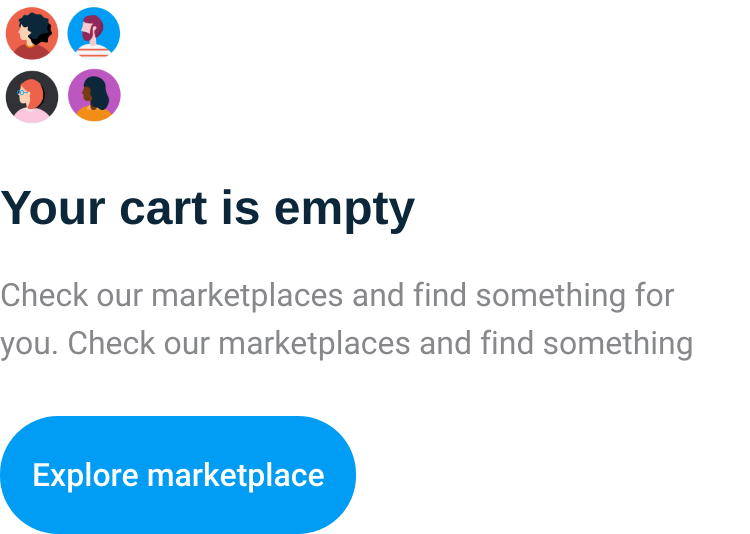 Your cart is empty
Check our marketplaces and find something for
you. Check our marketplaces and find something
Explore marketplace